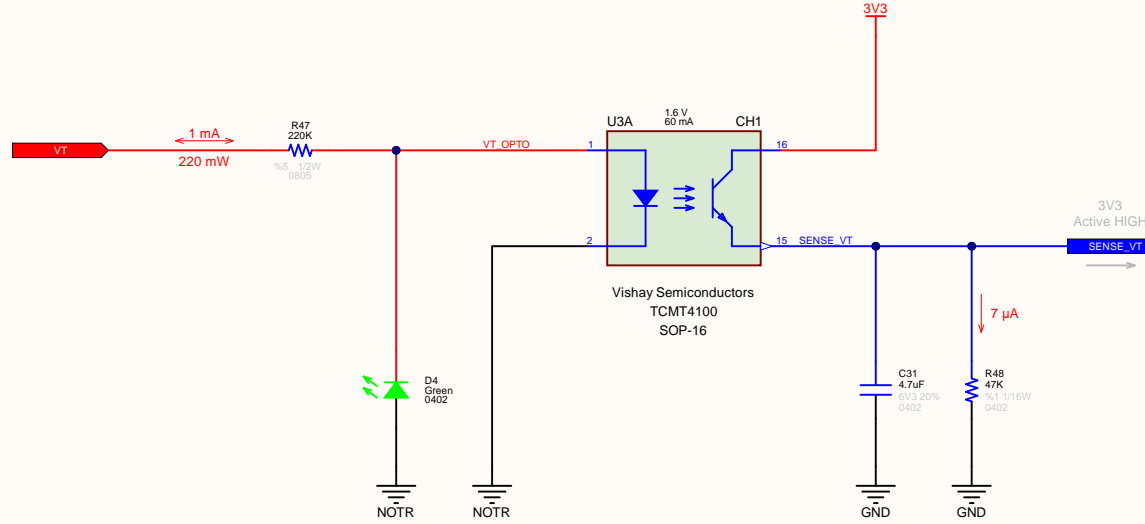 3V3
VT
1 mA
220 mW
R47
220K
%5 1/2W
0805
VT_OPTO
U3A
1.6 V
60 mA
CH1
1
16
2
15
SENSE_VT
Vishay Semiconductors
TCMT4100
SOP-16
3V3
Active HIGH
SENSE_VT
7 µA
D4
Green
0402
C31
4.7uF
6V3 20%
0402
R48
47K
%1 1/16W
0402
NOTR
NOTR
GND
GND